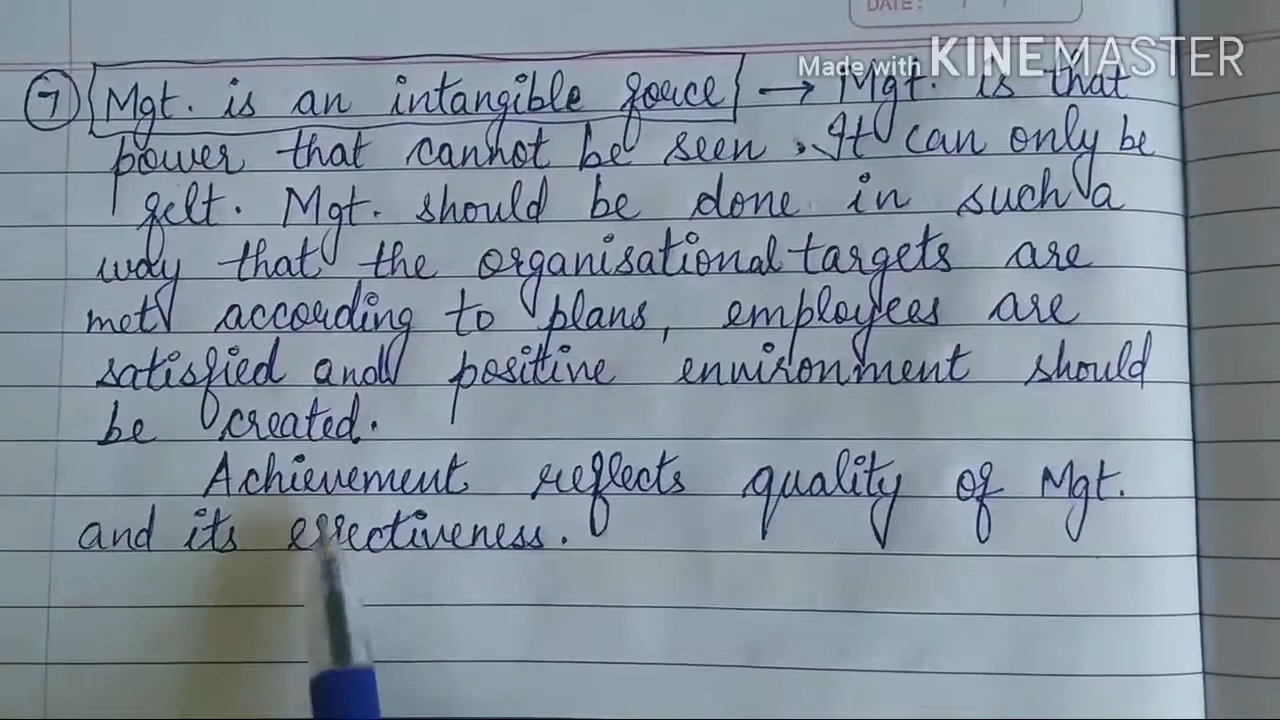 DATE:
Made with KINEMASTER
7 Mgt. is an intangible force → Mgt. is that
power that cannot be seen. It can only be
felt. Mgt. should be done in such a
way that the organisational targets are
met according to plans, employees are
satisfied and positive environment should
be created.
Achievement reflects quality of Mgt.
and its effectiveness.